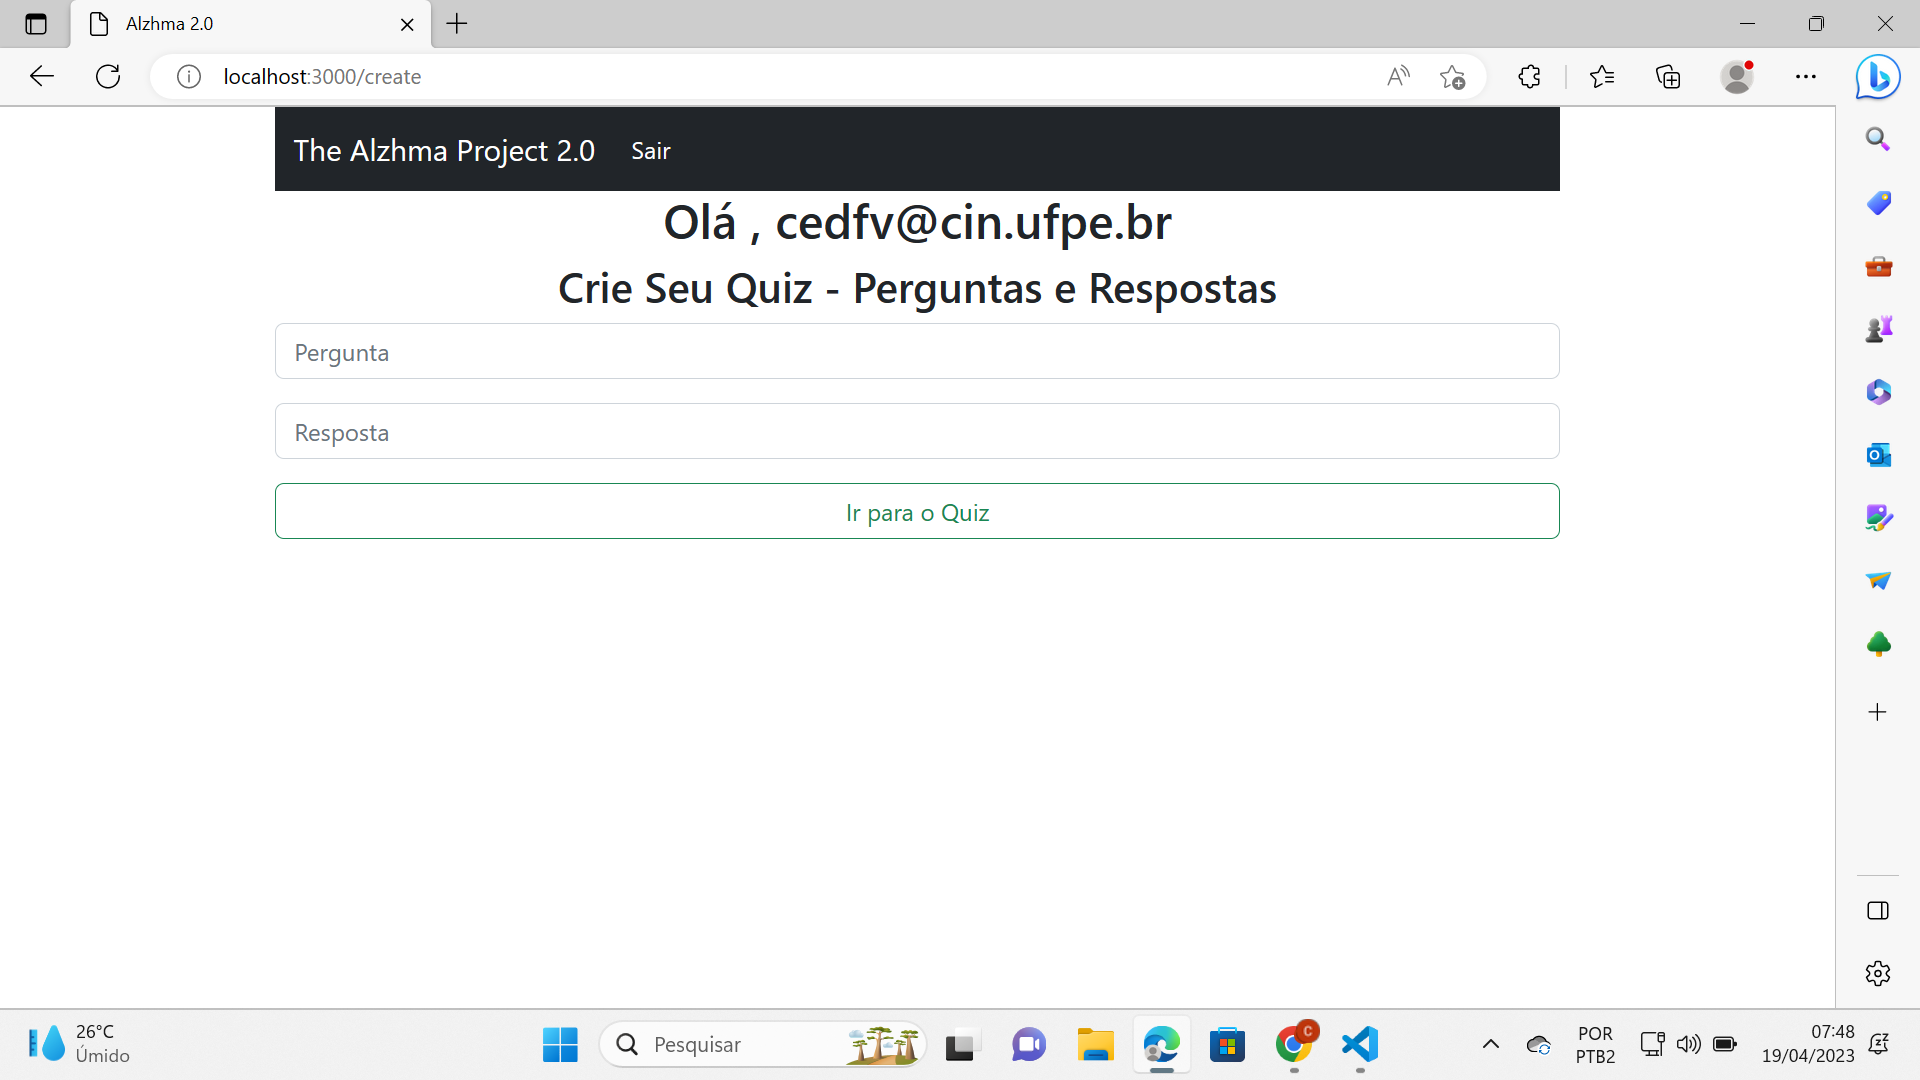 Alzhma 2.0
localhost:3000/create
The Alzhma Project 2.0 Sair
Olá , cedfv@cin.ufpe.br
Crie Seu Quiz - Perguntas e Respostas
Pergunta
Resposta
Ir para o Quiz
26°C
Úmido
Pesquisar
C
POR
PTB2
07:48
19/04/2023